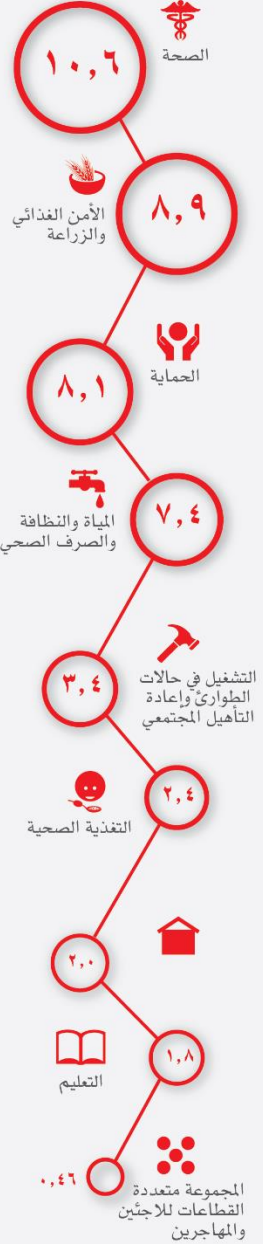 الصحة
١٠,٦
الأمن الغذائي
والزراعة
٨,٩
الحماية
٨,١
المياة والنظافة
والصرف الصحي
٧,٤
التشغيل في حالات
الطوارئ وإعادة
التأهيل المجتمعي
٣,٤
التغذية الصحية
٢,٤
٢,٠
التعليم
١,٨
المجموعة متعددة
القطاعات للاجئين
والمهاجرين
٠,٤٦